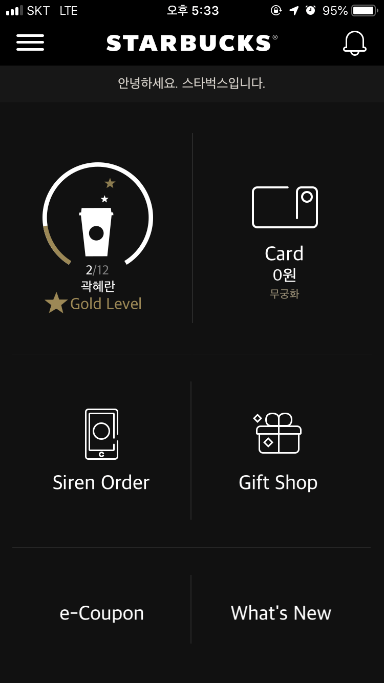 SKT LTE 오후 5:33 95%
STARBUCKS®
안녕하세요. 스타벅스입니다.
2/12
곽혜란
Gold Level
Card
0원
무궁화
Siren Order
Gift Shop
e-Coupon
What's New